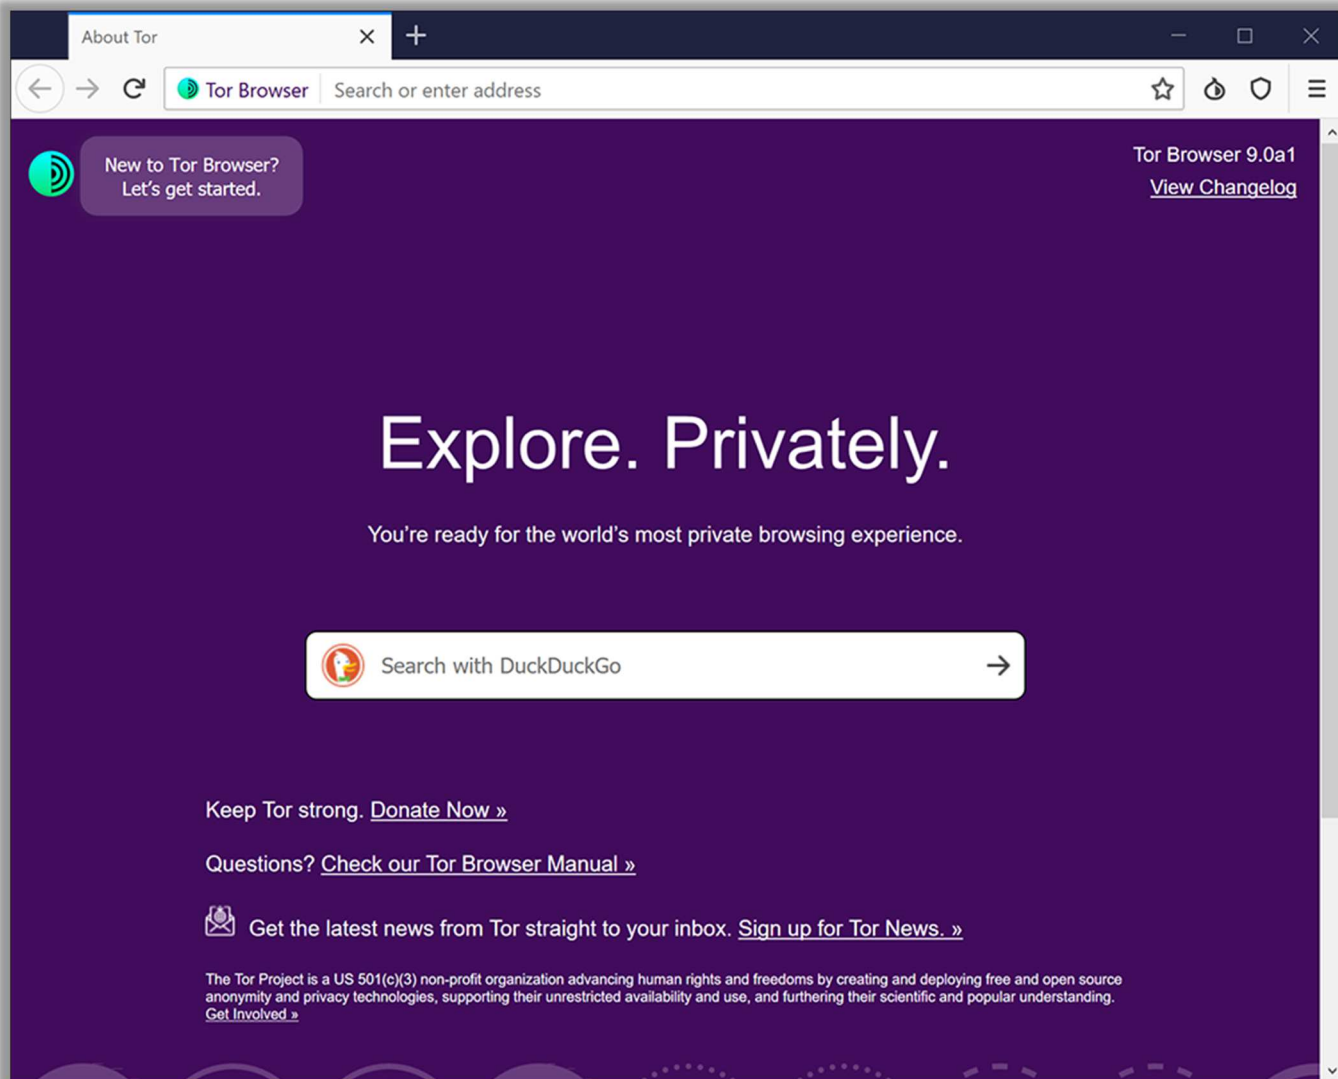 About Tor
Tor Browser Search or enter address
New to Tor Browser?
Let’s get started.
Tor Browser 9.0a1
View Changelog
Explore. Privately.
You’re ready for the world’s most private browsing experience.
Search with DuckDuckGo
Keep Tor strong. Donate Now »
Questions? Check our Tor Browser Manual »
Get the latest news from Tor straight to your inbox. Sign up for Tor News. »
The Tor Project is a US 501(c)(3) non-profit organization advancing human rights and freedoms by creating and deploying free and open source
anonymity and privacy technologies, supporting their unrestricted availability and use, and furthering their scientific and popular understanding.
Get Involved »